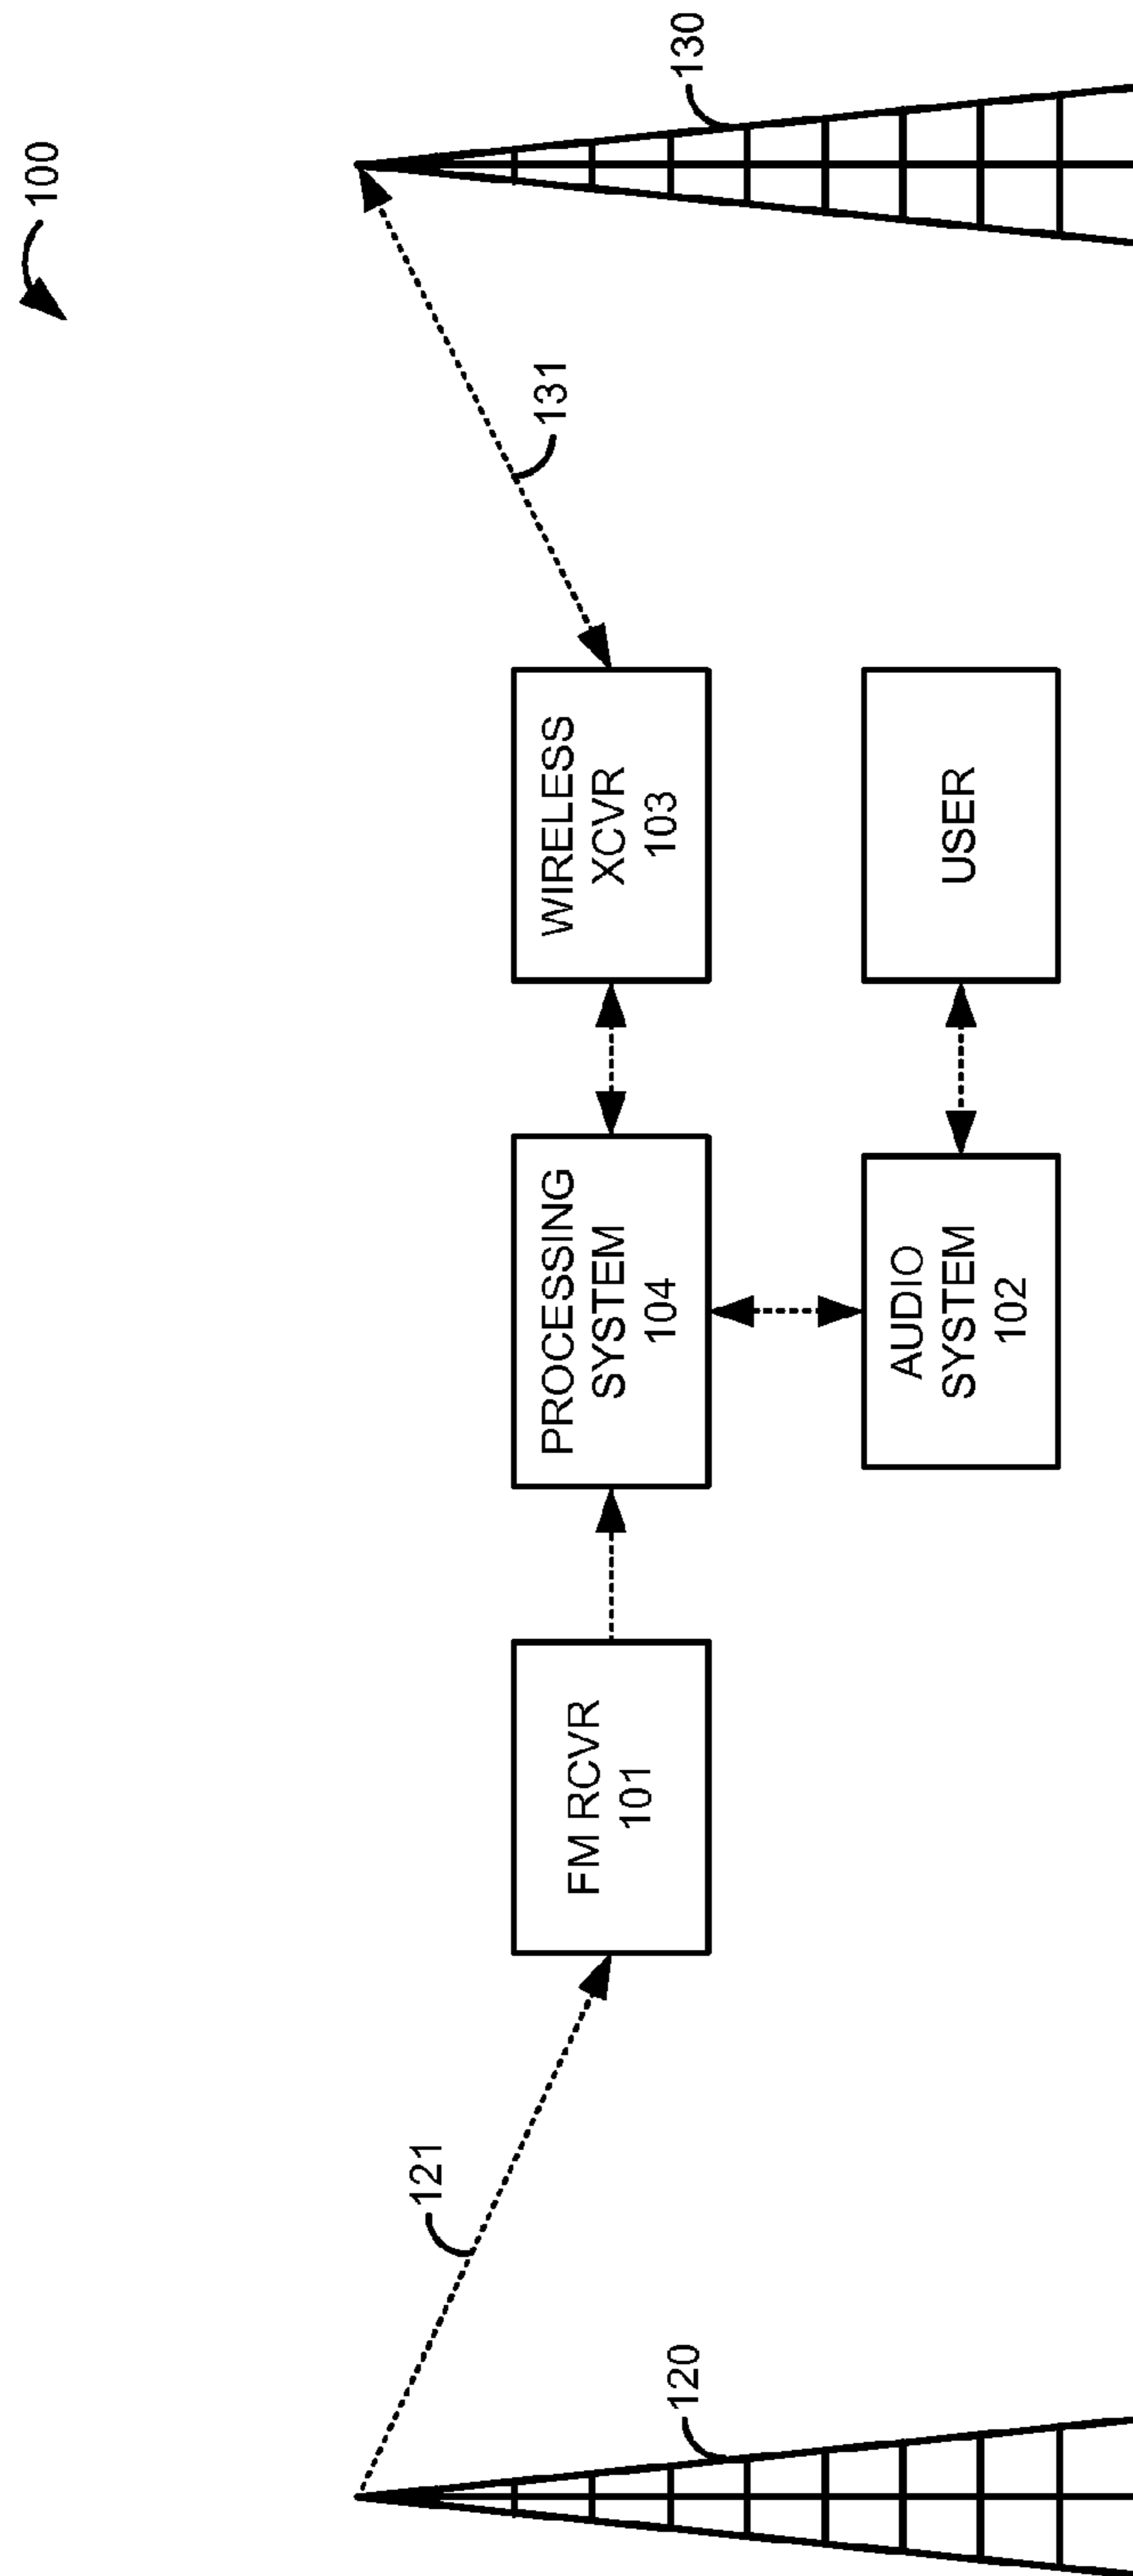 100
121
131
120
130
FM RCVR
101
PROCESSING
SYSTEM
104
WIRELESS
XCVR
103
AUDIO
SYSTEM
102
USER